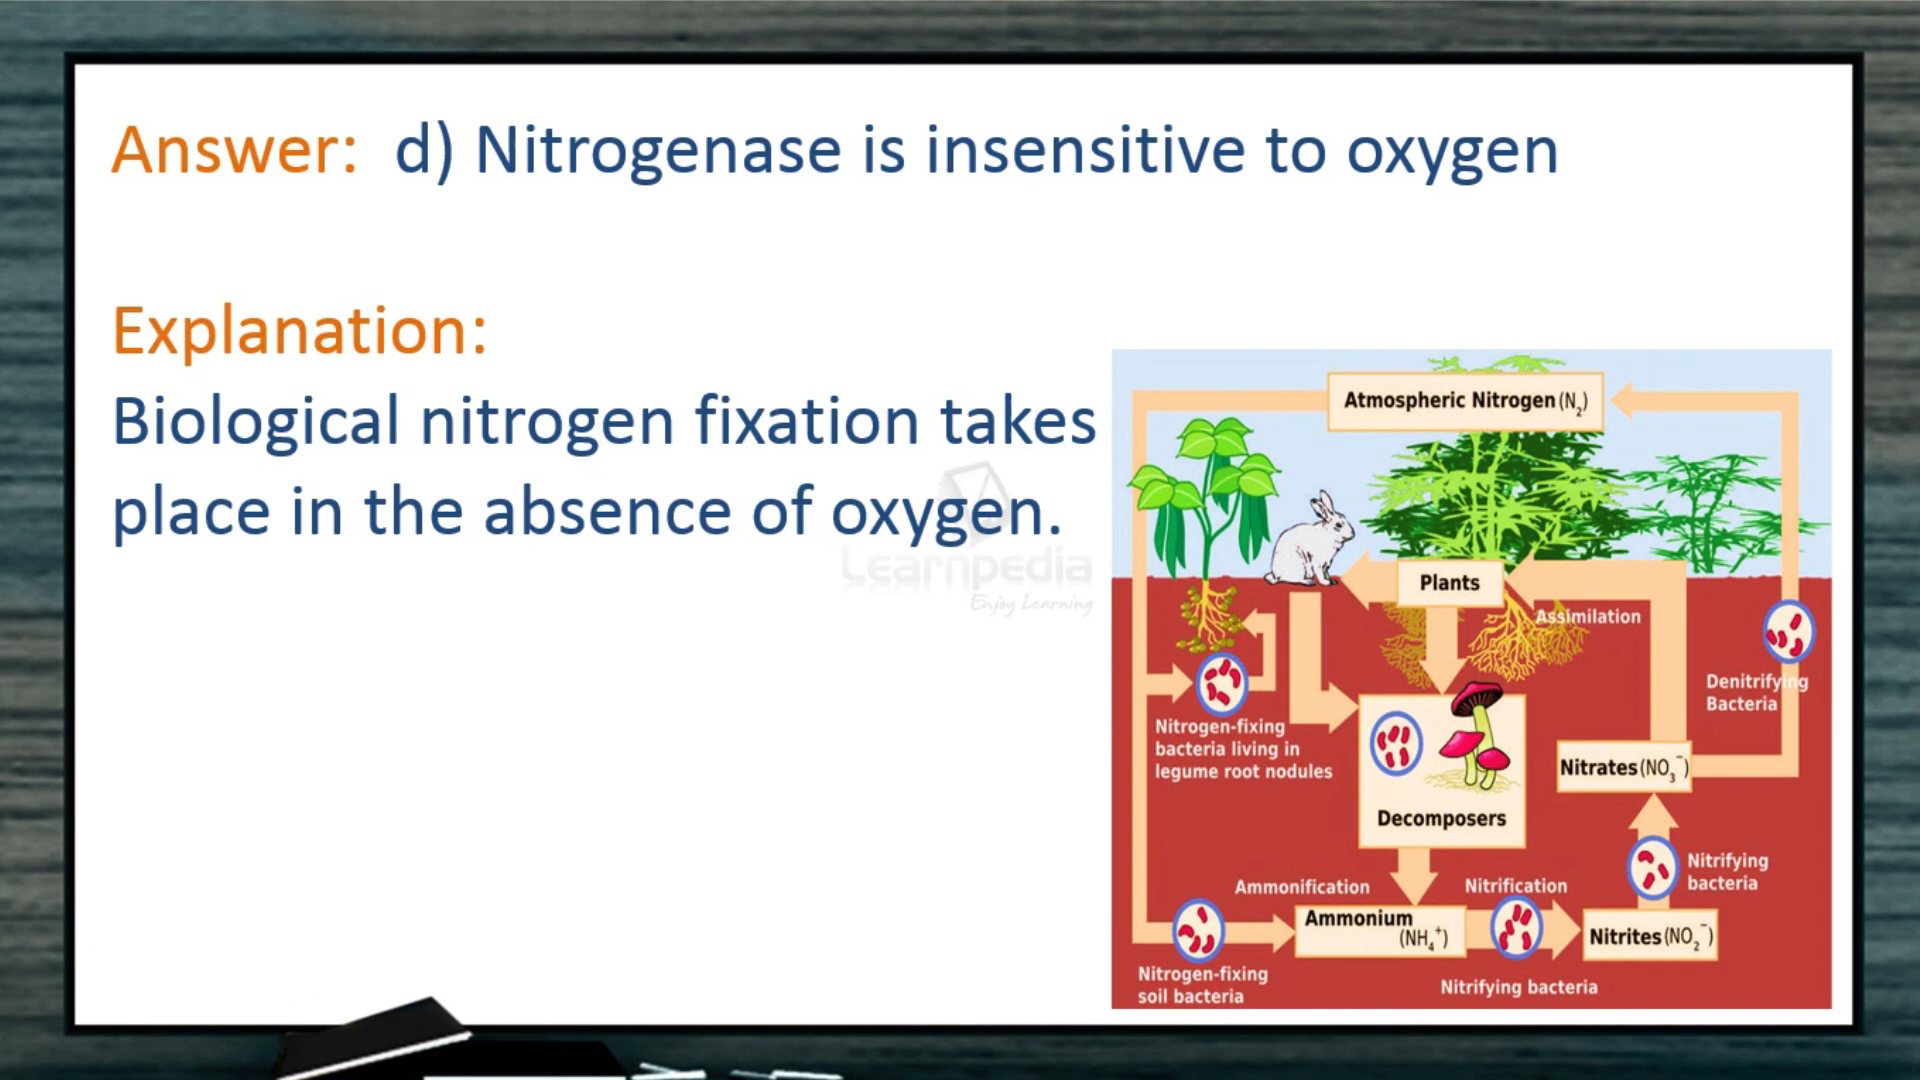 Answer: d) Nitrogenase is insensitive to oxygen
Explanation:
Biological nitrogen fixation takes
place in the absence of oxygen.
Learnpedia
Enjoy Learning
Atmospheric Nitrogen (N₂)
Plants
Assimilation
Denitrifying
Bacteria
Nitrogen-fixing
bacteria living in
legume root nodules
Decomposers
Nitrates (NO₃⁻)
Nitrifying
bacteria
Ammonification
Nitrification
Ammonium
(NH₄⁺)
Nitrites (NO₂⁻)
Nitrogen-fixing
soil bacteria
Nitrifying bacteria